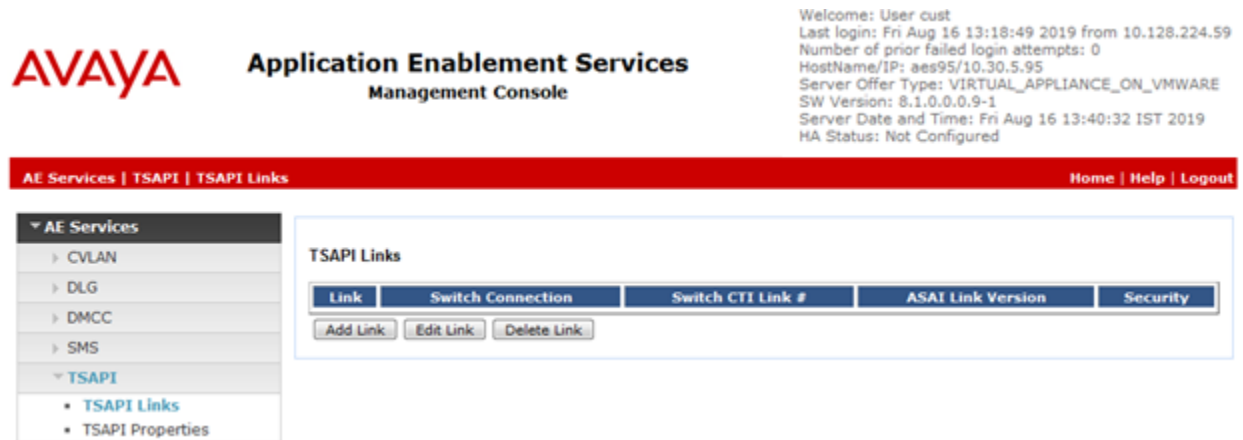 AVAYA
Application Enablement Services
Management Console
Welcome: User cust
Last login: Fri Aug 16 13:18:49 2019 from 10.128.224.59
Number of prior failed login attempts: 0
HostName/IP: aes95/10.30.5.95
Server Offer Type: VIRTUAL_APPLIANCE_ON_VMWARE
SW Version: 8.1.0.0.0.9-1
Server Date and Time: Fri Aug 16 13:40:32 IST 2019
HA Status: Not Configured
AE Services | TSAPI | TSAPI Links
Home | Help | Logout
AE Services
CVLAN
DLG
DMCC
SMS
TSAPI
TSAPI Links
TSAPI Properties
TSAPI Links
Link Switch Connection Switch CTI Link # ASAI Link Version Security
Add Link Edit Link Delete Link